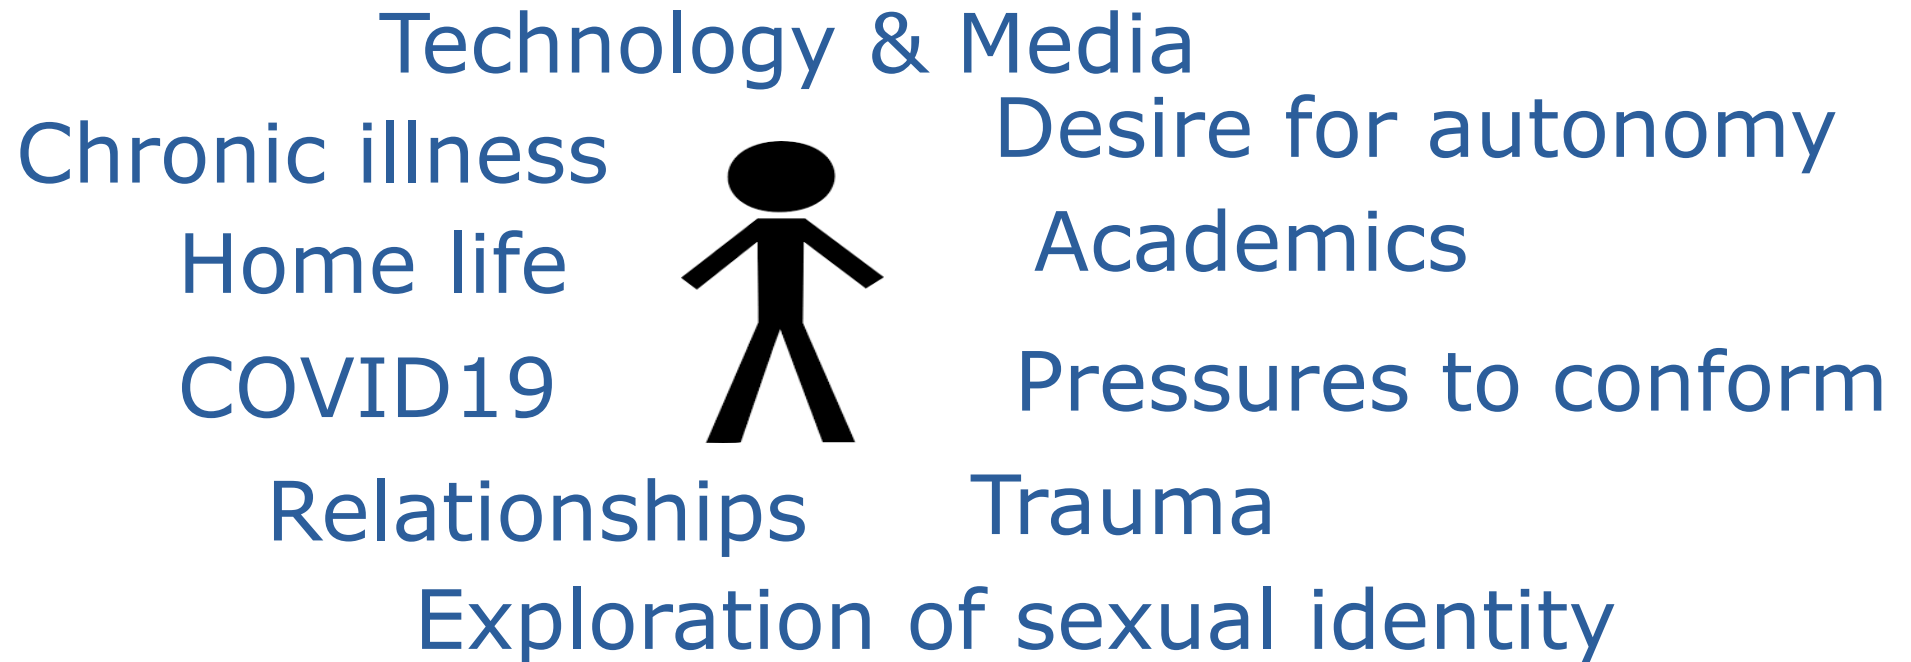 Technology & Media
Desire for autonomy
Chronic illness
Academics
Home life
Pressures to conform
COVID19
Trauma
Relationships
Exploration of sexual identity